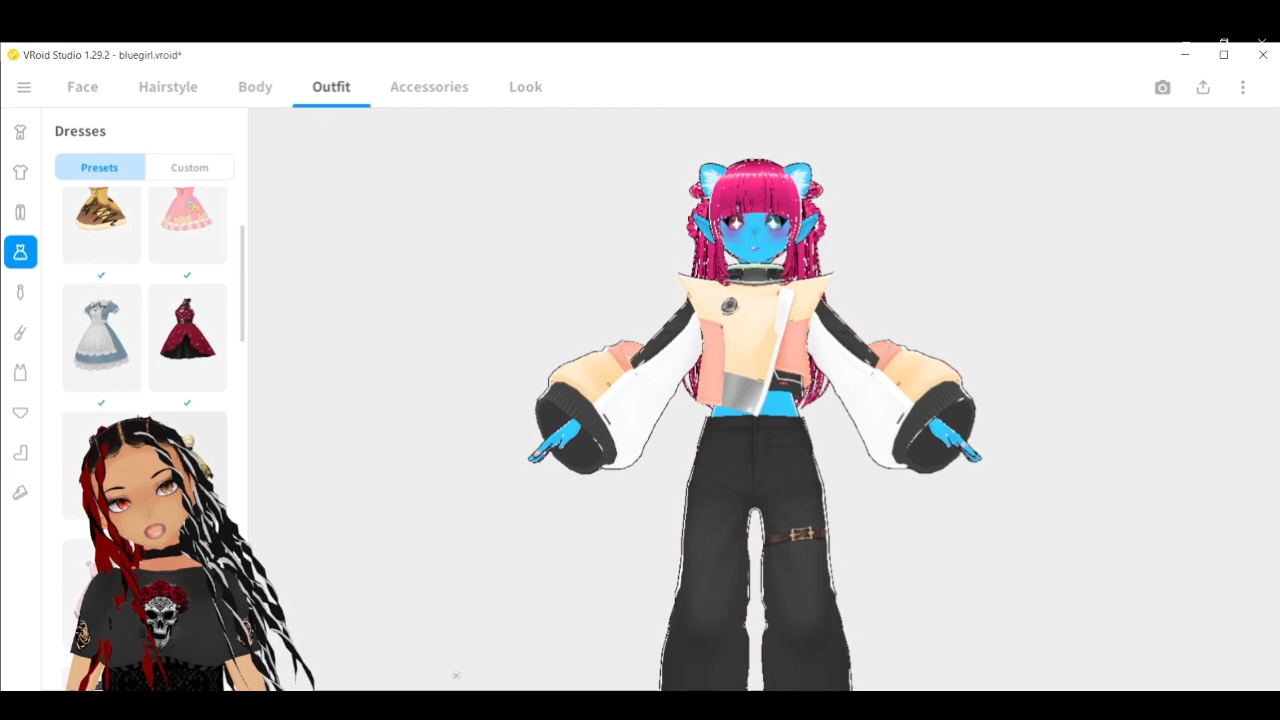 VRoid Studio 1.29.2 - bluegirl.vroid*
Face Hairstyle Body Outfit Accessories Look
Dresses
Presets Custom